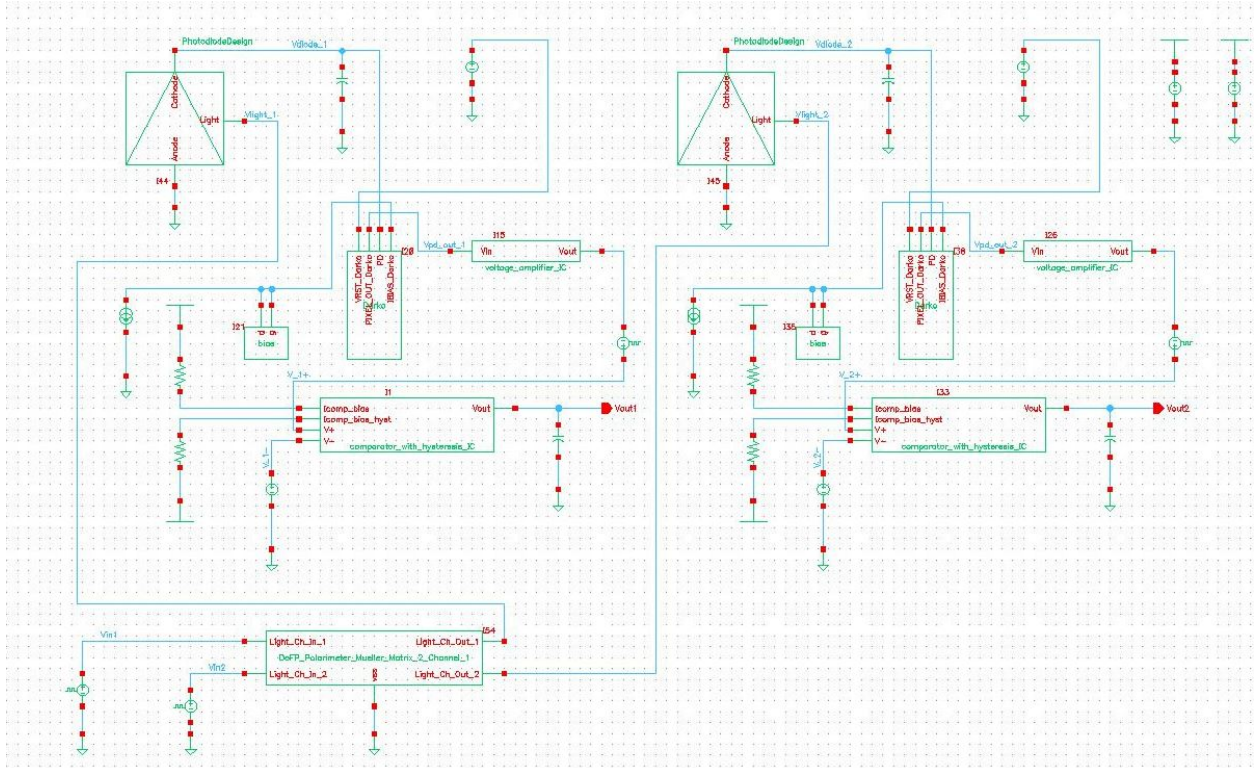 PhotodiodeDesign
Vdiode_1
Cathode
Light
Vlight_1
Anode
I44
PhotodiodeDesign
Vdiode_2
Cathode
Light
Vlight_2
Anode
I45
Vpd_out_1
I15
Vin
Vout
voltage_amplifier_IC
VRST_Darko
PIXEL_OUT_Darko
PD
IBIAS_Darko
I20
Darko
I21
d
g
bias
Vpd_out_2
I26
Vin
Vout
voltage_amplifier_IC
VRST_Darko
PIXEL_OUT_Darko
PD
IBIAS_Darko
I38
Darko
I35
d
g
bias
V_1+
I1
Icomp_bias
Icomp_bias_hyst
V+
V-
Vout
Vout1
comparator_with_hysteresis_IC
V_1-
V_2+
I33
Icomp_bias
Icomp_bias_hyst
V+
V-
Vout
Vout2
comparator_with_hysteresis_IC
V_2-
Vin1
Vin2
I54
Light_Ch_In_1
Light_Ch_Out_1
DoFP_Polarimeter_Mueller_Matrix_2_Channel_1
Light_Ch_In_2
Light_Ch_Out_2
VSS